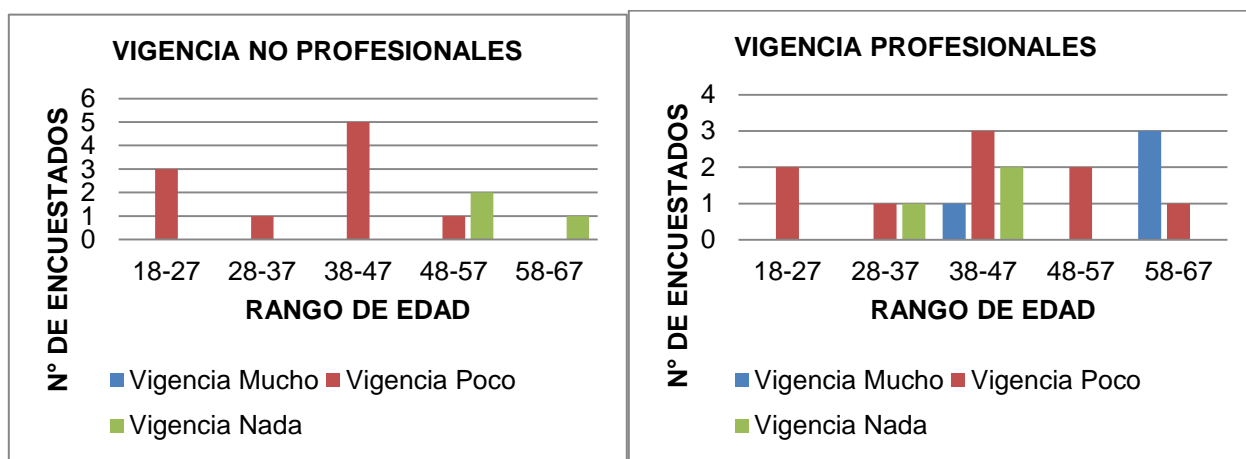 VIGENCIA NO PROFESIONALES
N° DE ENCUESTADOS
6
5
4
3
2
1
0
18-27 28-37 38-47 48-57 58-67
RANGO DE EDAD
Vigencia Mucho Vigencia Poco
Vigencia Nada
VIGENCIA PROFESIONALES
N° DE ENCUESTADOS
4
3
2
1
0
18-27 28-37 38-47 48-57 58-67
RANGO DE EDAD
Vigencia Mucho Vigencia Poco
Vigencia Nada